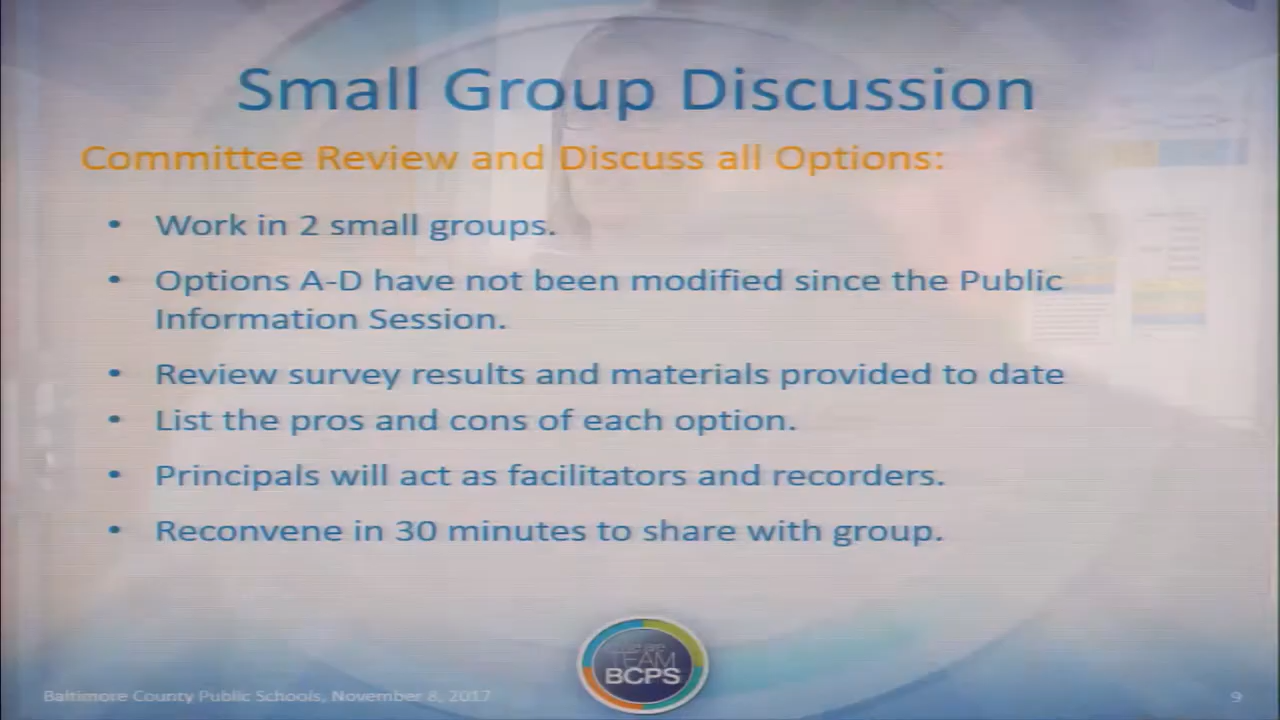 Small Group Discussion
Committee Review and Discuss all Options:
• Work in 2 small groups.
• Options A-D have not been modified since the Public
Information Session.
• Review survey results and materials provided to date
• List the pros and cons of each option.
• Principals will act as facilitators and recorders.
• Reconvene in 30 minutes to share with group.
TEAM
BCPS
Baltimore County Public Schools, November 8, 2017
9